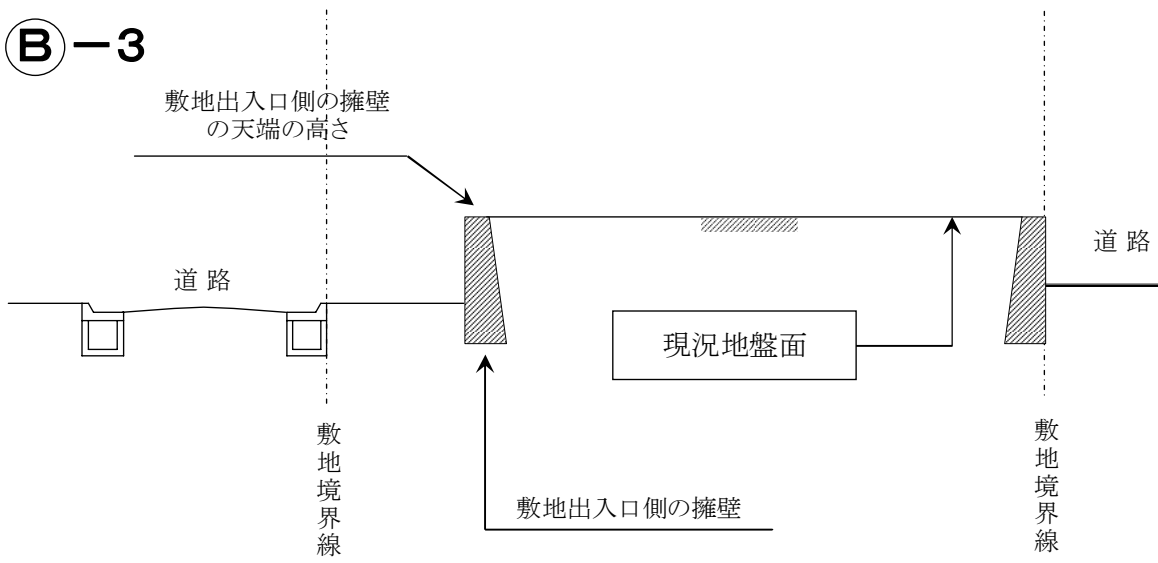 Ⓑ－3
敷地出入口側の擁壁
の天端の高さ
道 路
道 路
現況地盤面
敷地境界線
敷地境界線
敷地出入口側の擁壁